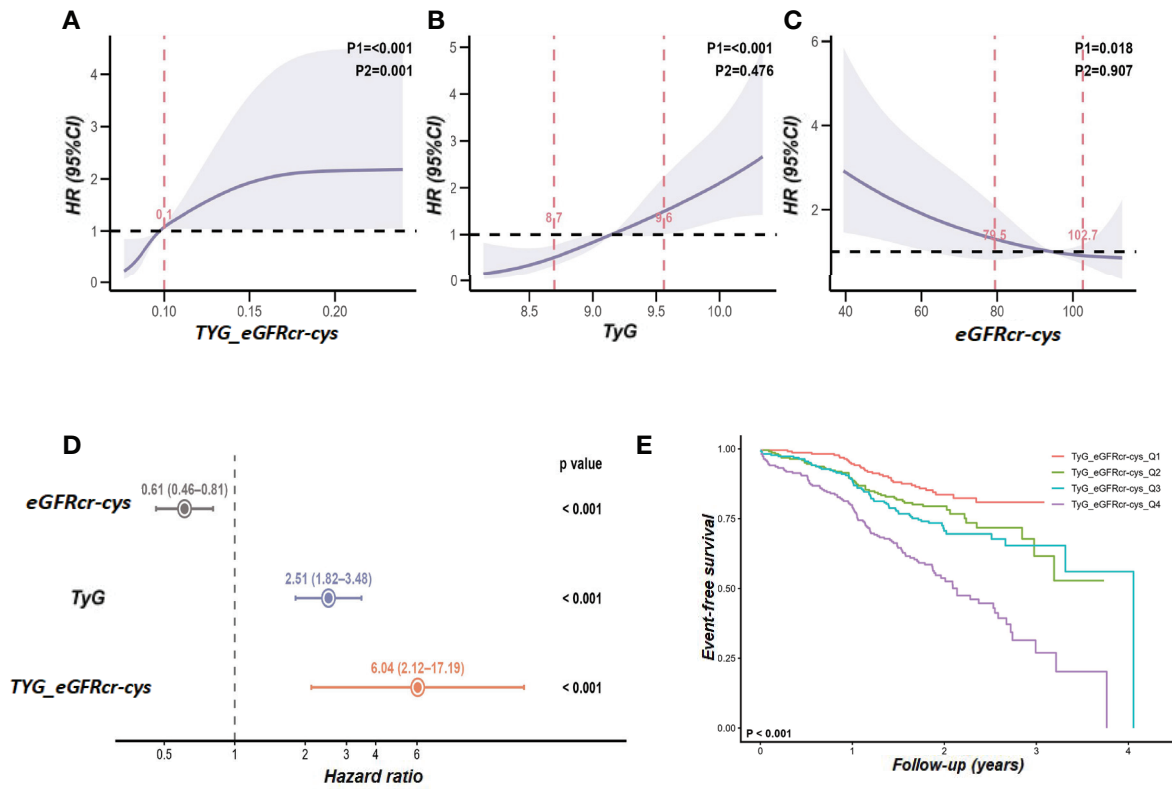 A
HR (95%CI)
4
3
2
1
0
P1=<0.001
P2=0.001
0.1
0.10
0.15
0.20
TYG_eGFRcr-cys
B
HR (95%CI)
5
4
3
2
1
0
P1=<0.001
P2=0.476
8.7
9.6
8.5
9.0
9.5
10.0
TyG
C
HR (95%CI)
6
4
2
P1=0.018
P2=0.907
79.5
102.7
40
60
80
100
eGFRcr-cys
D
p value
eGFRcr-cys
0.61 (0.46–0.81)
< 0.001
TyG
2.51 (1.82–3.48)
< 0.001
TYG_eGFRcr-cys
6.04 (2.12–17.19)
< 0.001
0.5
1
2
3
4
6
Hazard ratio
E
Event-free survival
1.00
0.75
0.50
0.25
0.00
TyG_eGFRcr-cys_Q1
TyG_eGFRcr-cys_Q2
TyG_eGFRcr-cys_Q3
TyG_eGFRcr-cys_Q4
P < 0.001
0
1
2
3
4
Follow-up (years)